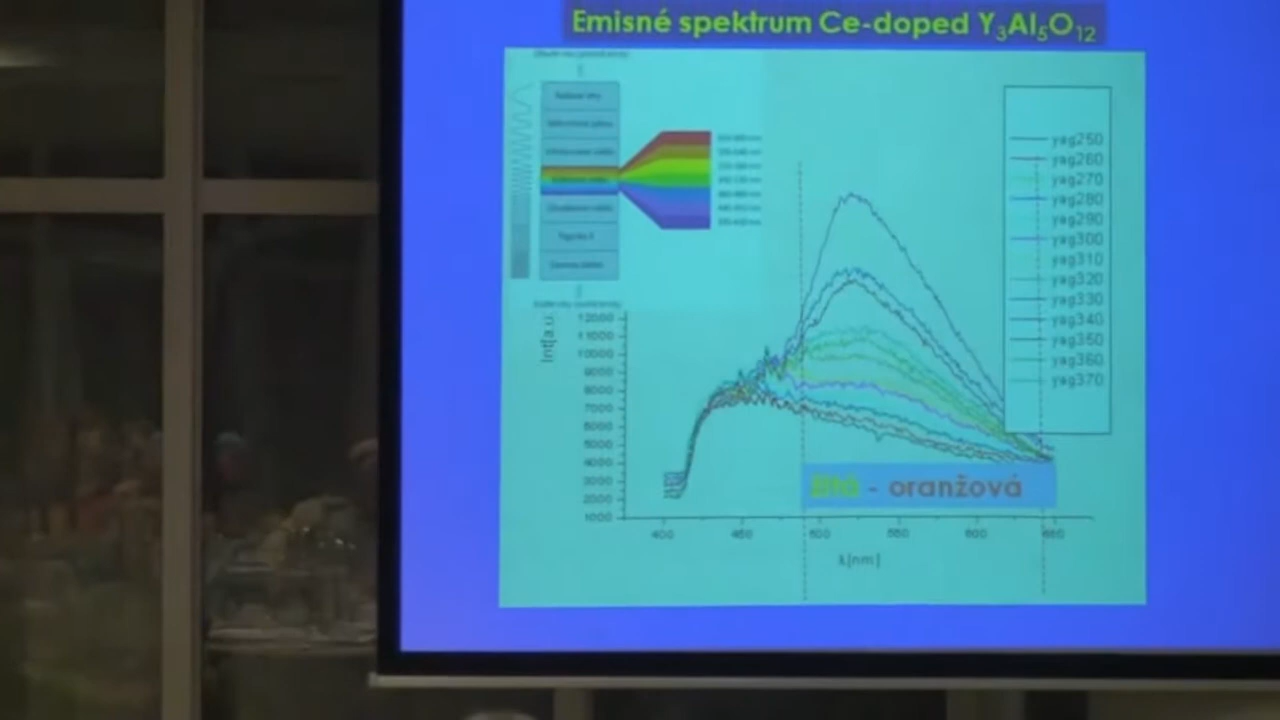 Emisné spektrum Ce-doped Y₃Al₅O₁₂
yag250
yag260
yag270
yag280
yag290
yag300
yag310
yag320
yag330
yag340
yag350
yag360
yag370
Int[a.u.
12000
11000
10000
9000
8000
7000
6000
5000
4000
3000
2000
1000
žltá - oranžová
400 450 500 550 600 650
λ[nm]